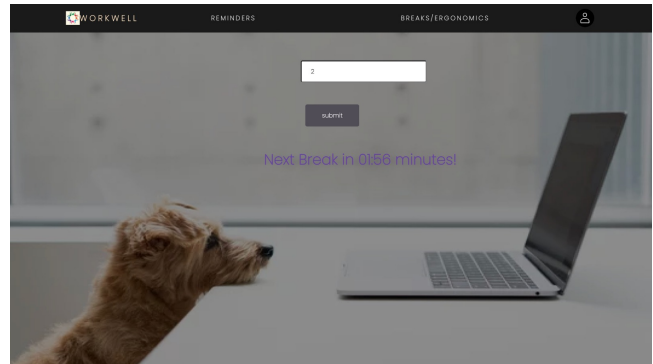 WORKWELL REMINDERS BREAKS/ERGONOMICS
2
submit
Next Break in 01:56 minutes!